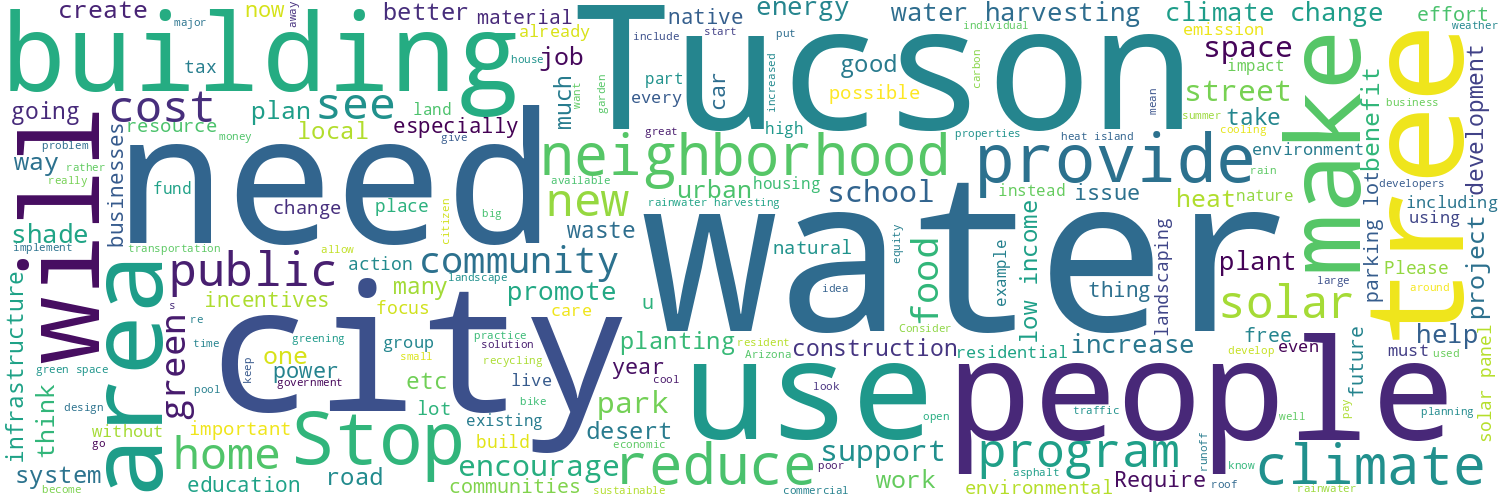 create
major
away
now
better
material
native
energy
water harvesting
climate change
effort
building
Tucson
tax
already
include
start
put
individual
emission
weather
house
job
good
space
impact
car
part
every
possible
going
cost
plan
see
much
want
garden
increased
carbon
mean
street
summer
business
make
tree
development
benefit
resource
land
local
especially
great
high
properties
heat island
take
cooling
money
give
will
businesses
problem
way
rather
really
need
neighborhood
provide
environment
rain
fund
available
urban
housing
school
instead
issue
heat
nature
developers
including
using
change
place
new
rainwater harvesting
shade
implement
transportation
allow
citizen
big
waste
water
natural
equity
food
example
low income
landscaping
plant
parking lot
Please
project
area
public
action
community
landscape
promote
u
idea
thing
large
around
infrastructure
green
s
incentives
many
focus
care
solar
re
time
greening
group
practice
solution
planting
resident
Arizona
Consider
construction
residential
increase
free
even
must
used
help
future
solar panel
green space
one
power
government
keep
city
small
recycling
year
cool
use
people
develop
pool
etc
live
look
design
think
lot
bike
park
open
traffic
well
pay
planning
without
important
Stop
existing
desert
go
home
build
economic
support
program
know
runoff
climate
system
road
encourage
reduce
poor
work
asphalt
environmental
Require
roof
rainwater
become
education
communities
sustainable
commercial